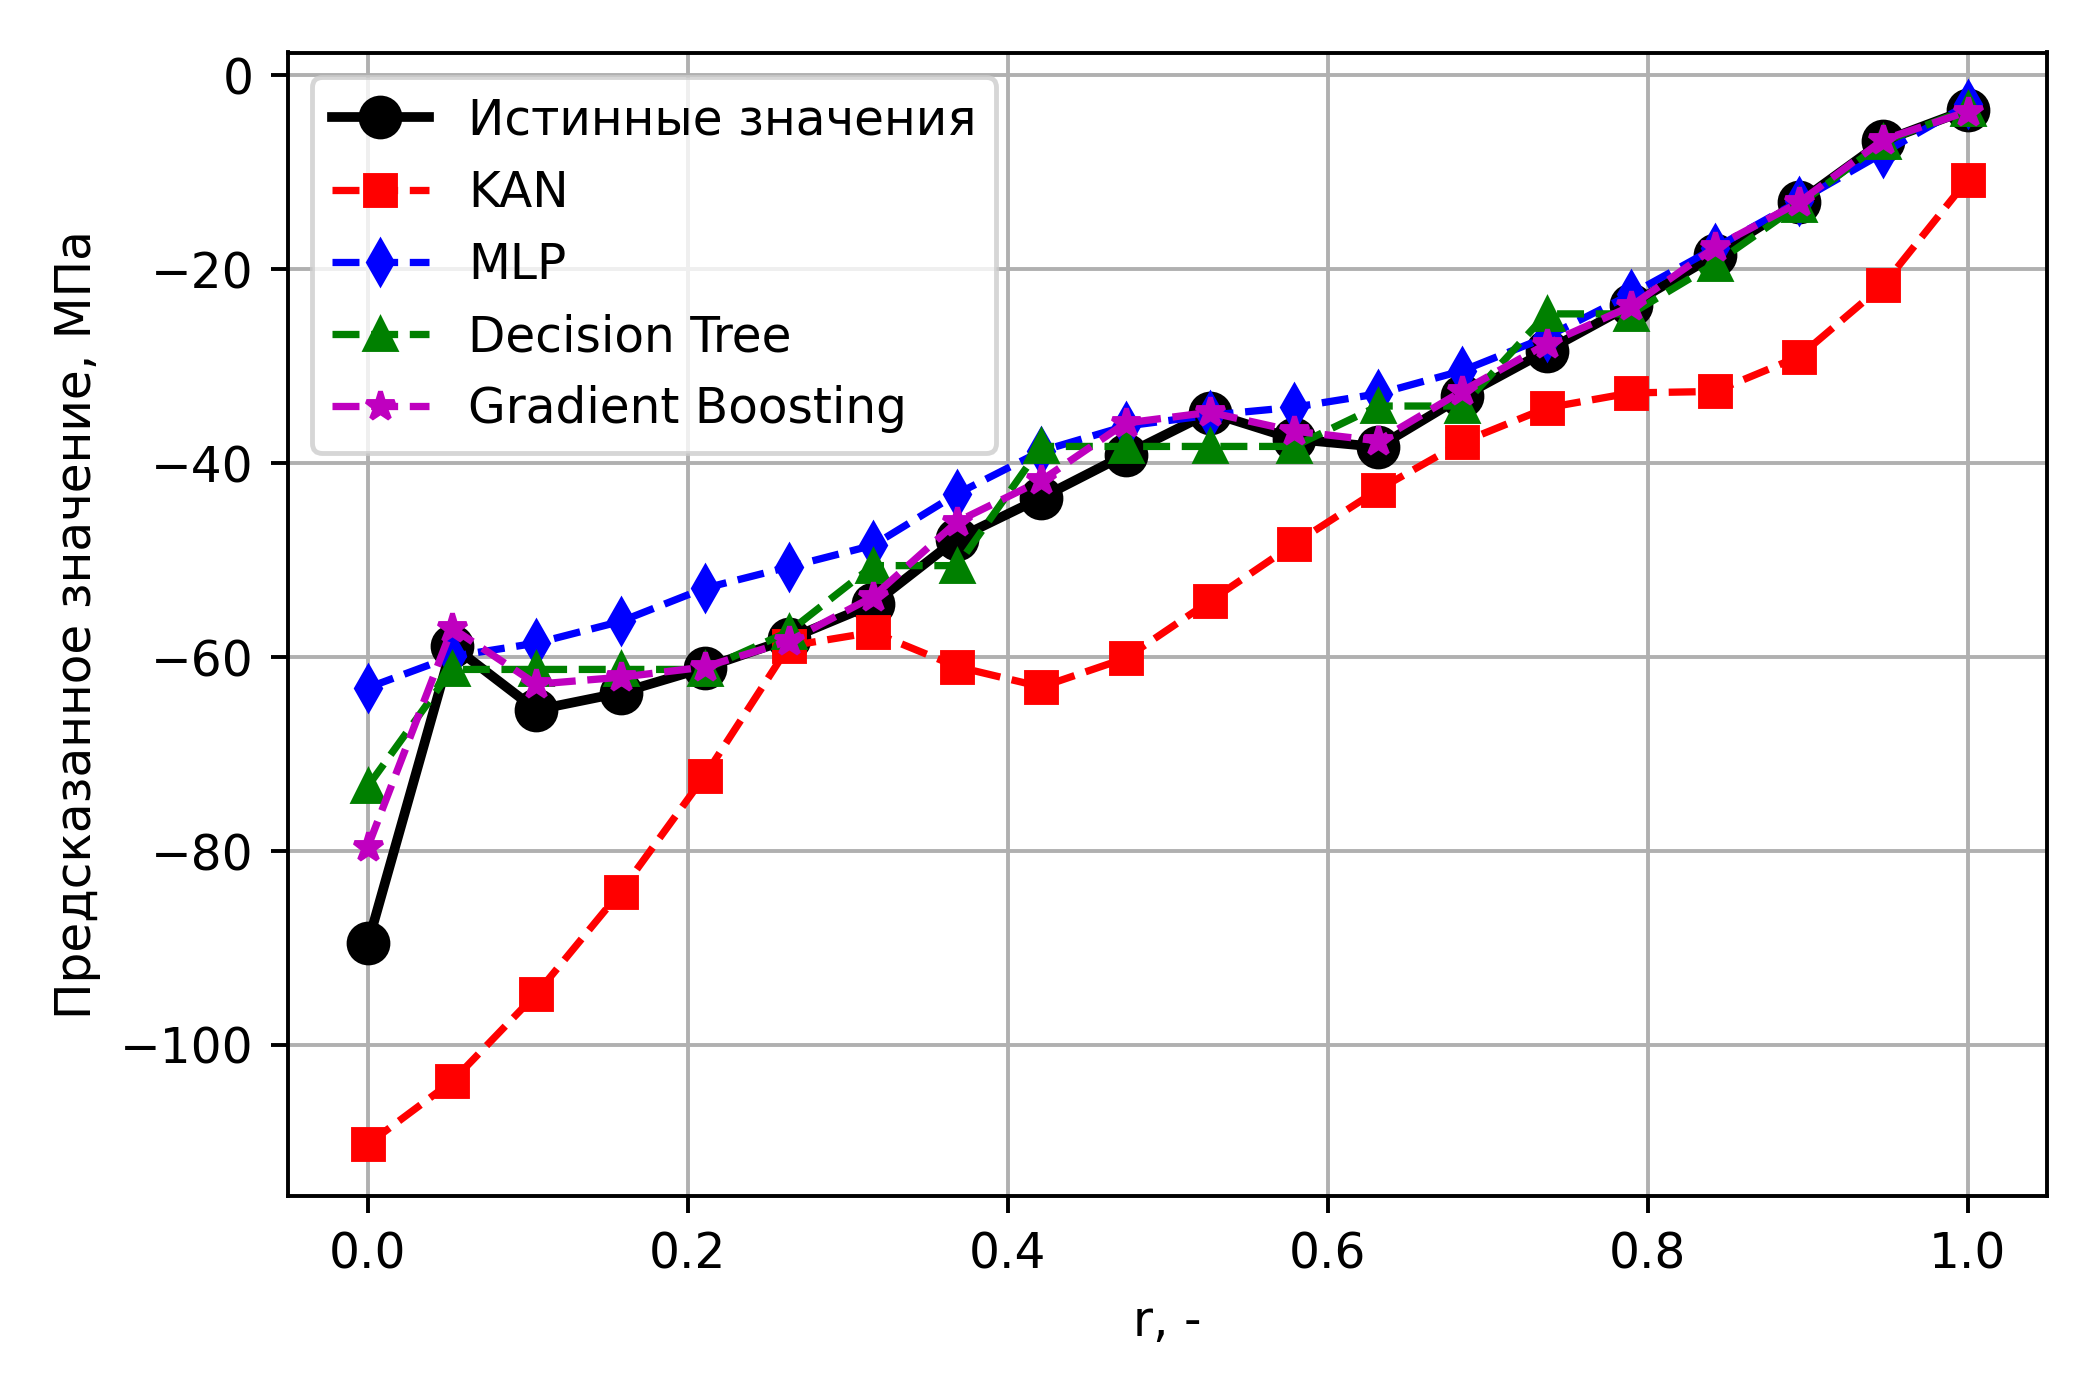 Предсказанное значение, МПа
0
−20
−40
−60
−80
−100
Истинные значения
KAN
MLP
Decision Tree
Gradient Boosting
0.0 0.2 0.4 0.6 0.8 1.0
r, -